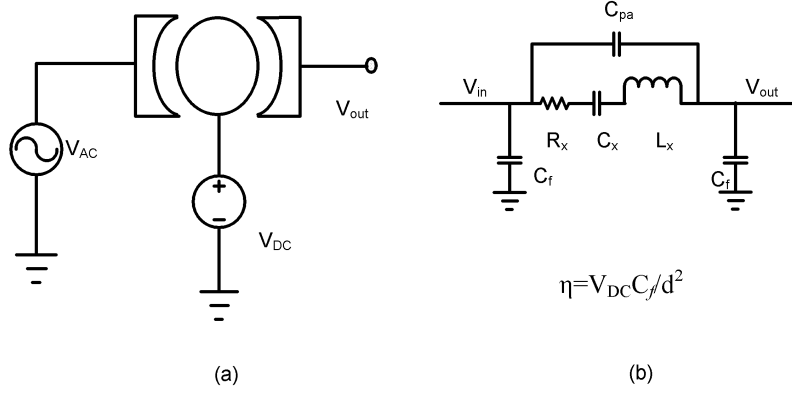 C_pa
V_in
V_out
V_out
V_AC
R_x
C_x
L_x
C_f
C_f
+
−
V_DC
η=V_DC C_f/d²
(a)
(b)